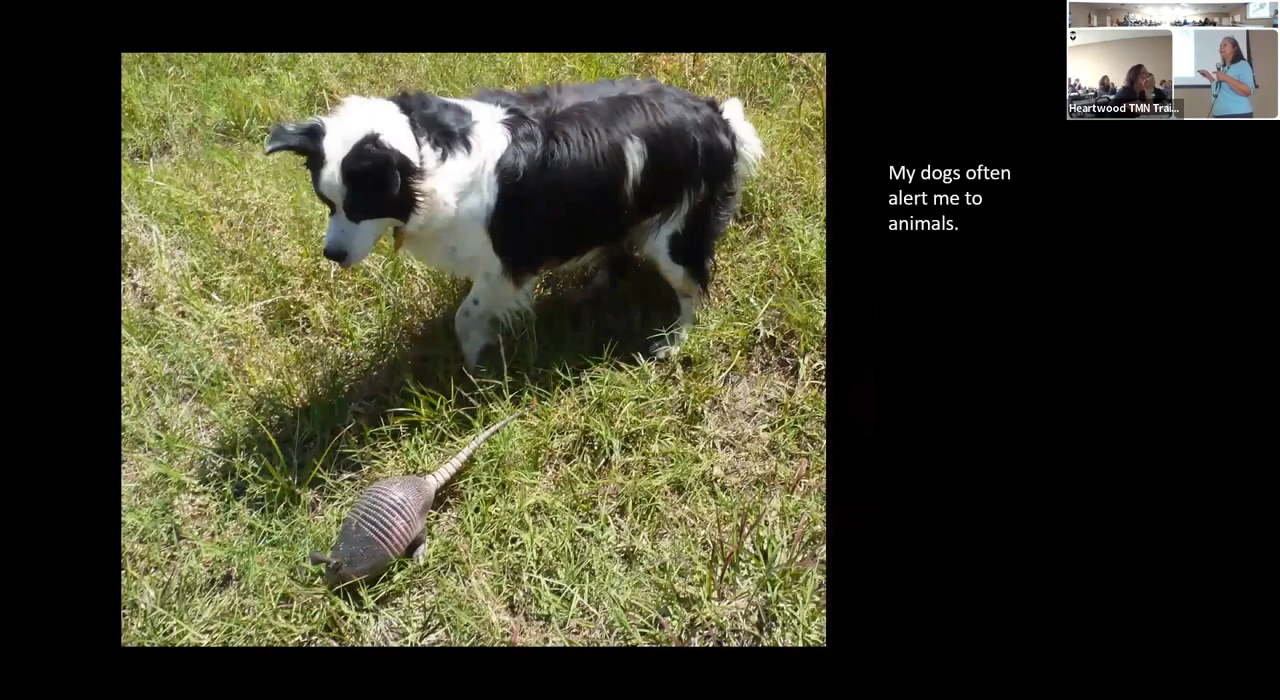 Heartwood TMN Trai...
My dogs often
alert me to
animals.